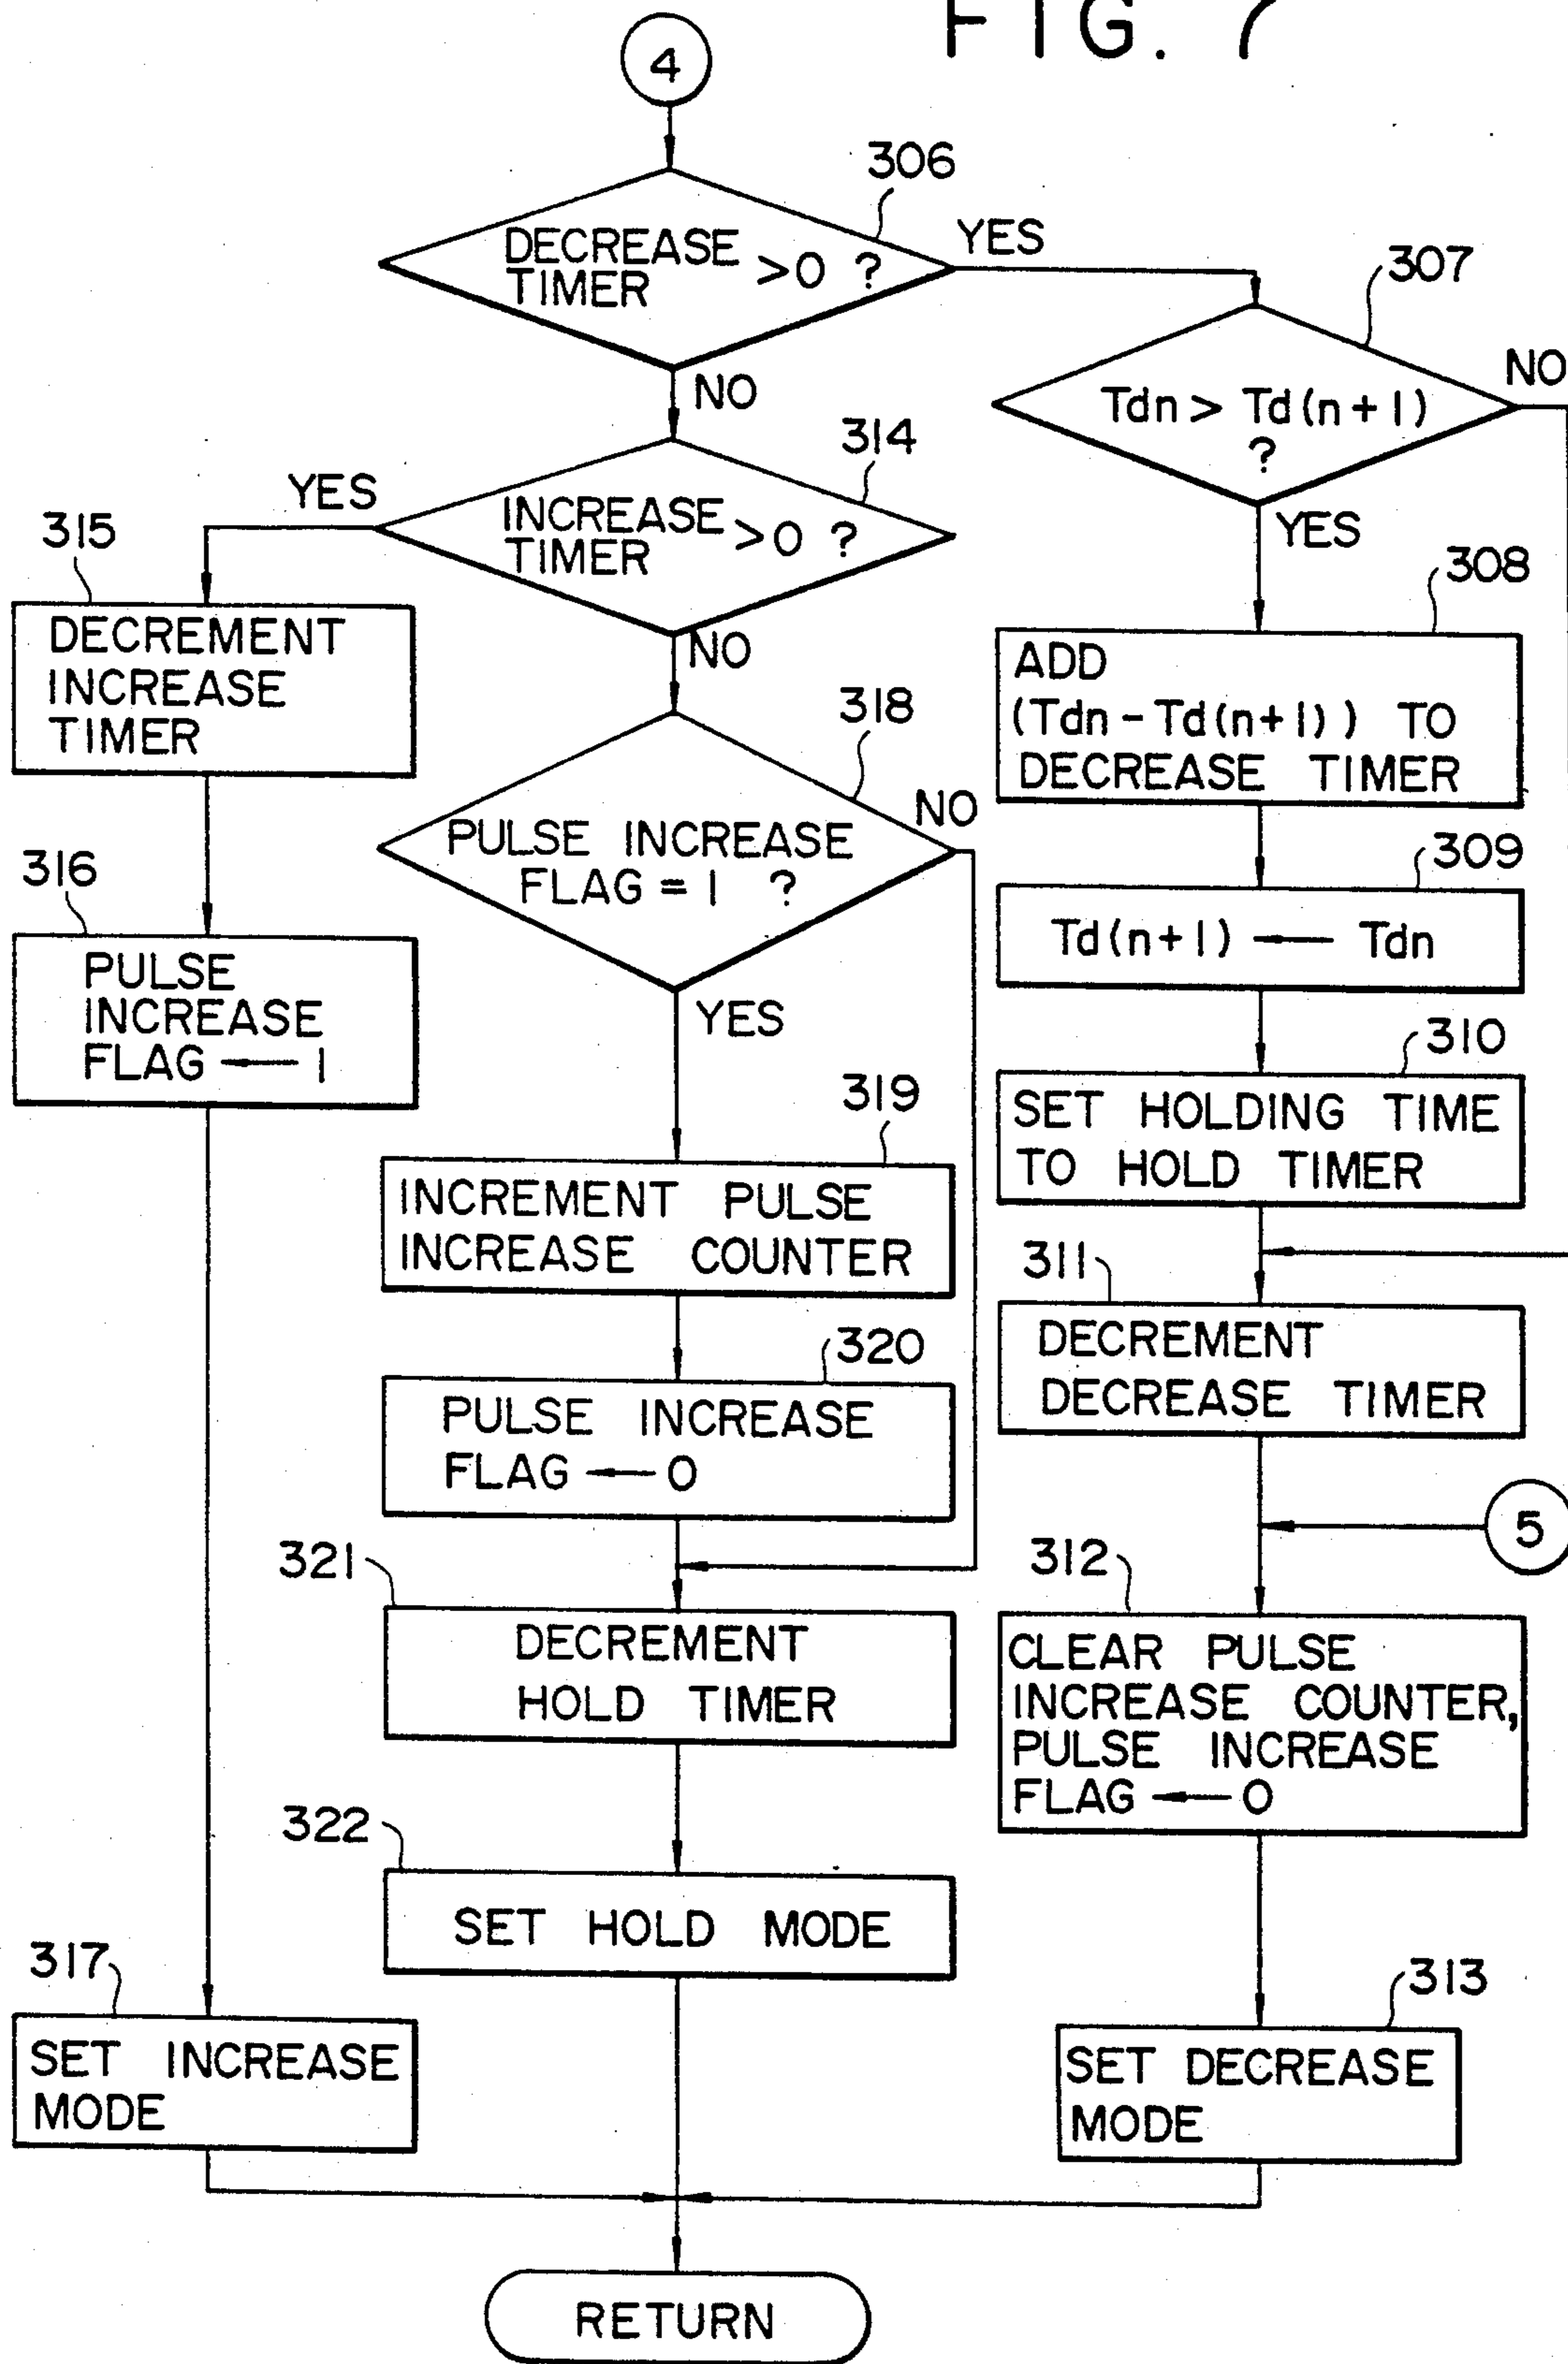 FIG. 7
4
306
DECREASE
TIMER >0 ?
YES
NO
307
Tdn > Td(n+1)
?
NO
YES
314
INCREASE
TIMER >0 ?
YES
NO
315
DECREMENT
INCREASE
TIMER
308
ADD
(Tdn - Td(n+1)) TO
DECREASE TIMER
318
PULSE INCREASE
FLAG = 1 ?
NO
YES
316
PULSE
INCREASE
FLAG ← 1
309
Td(n+1) ← Tdn
310
SET HOLDING TIME
TO HOLD TIMER
319
INCREMENT PULSE
INCREASE COUNTER
311
DECREMENT
DECREASE TIMER
320
PULSE INCREASE
FLAG ← 0
5
321
DECREMENT
HOLD TIMER
312
CLEAR PULSE
INCREASE COUNTER,
PULSE INCREASE
FLAG ← 0
322
SET HOLD MODE
317
SET INCREASE
MODE
313
SET DECREASE
MODE
RETURN